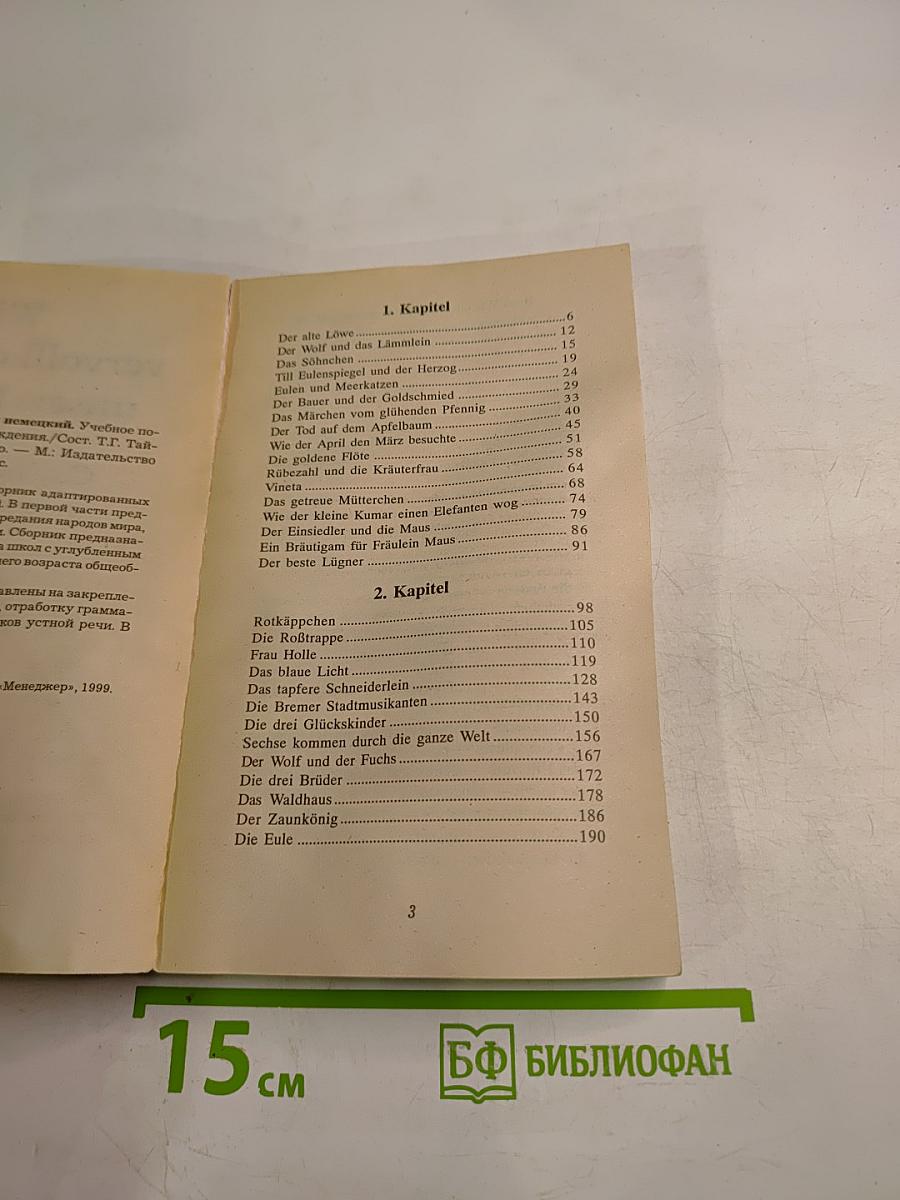 немецкий. Учебное по-
ждения./Сост. Т.Г. Тай-
о. — М.: Издательство
с.
орник адаптированных
й. В первой части пред-
редания народов мира,
и. Сборник предназна-
а школ с углубленным
него возраста общеоб-
авлены на закрепле-
, отработку грамма-
ков устной речи. В
«Менеджер», 1999.
1. Kapitel
Der alte Löwe 6
Der Wolf und das Lämmlein 12
Das Söhnchen 15
Till Eulenspiegel und der Herzog 19
Eulen und Meerkatzen 24
Der Bauer und der Goldschmied 29
Das Märchen vom glühenden Pfennig 33
Der Tod auf dem Apfelbaum 40
Wie der April den März besuchte 45
Die goldene Flöte 51
Rübezahl und die Kräuterfrau 58
Vineta 64
Das getreue Mütterchen 68
Wie der kleine Kumar einen Elefanten wog 74
Der Einsiedler und die Maus 79
Ein Bräutigam für Fräulein Maus 86
Der beste Lügner 91
2. Kapitel
Rotkäppchen 98
Die Roßtrappe 105
Frau Holle 110
Das blaue Licht 119
Das tapfere Schneiderlein 128
Die Bremer Stadtmusikanten 143
Die drei Glückskinder 150
Sechse kommen durch die ganze Welt 156
Der Wolf und der Fuchs 167
Die drei Brüder 172
Das Waldhaus 178
Der Zaunkönig 186
Die Eule 190
3
15 см
БФ БИБЛИОФАН